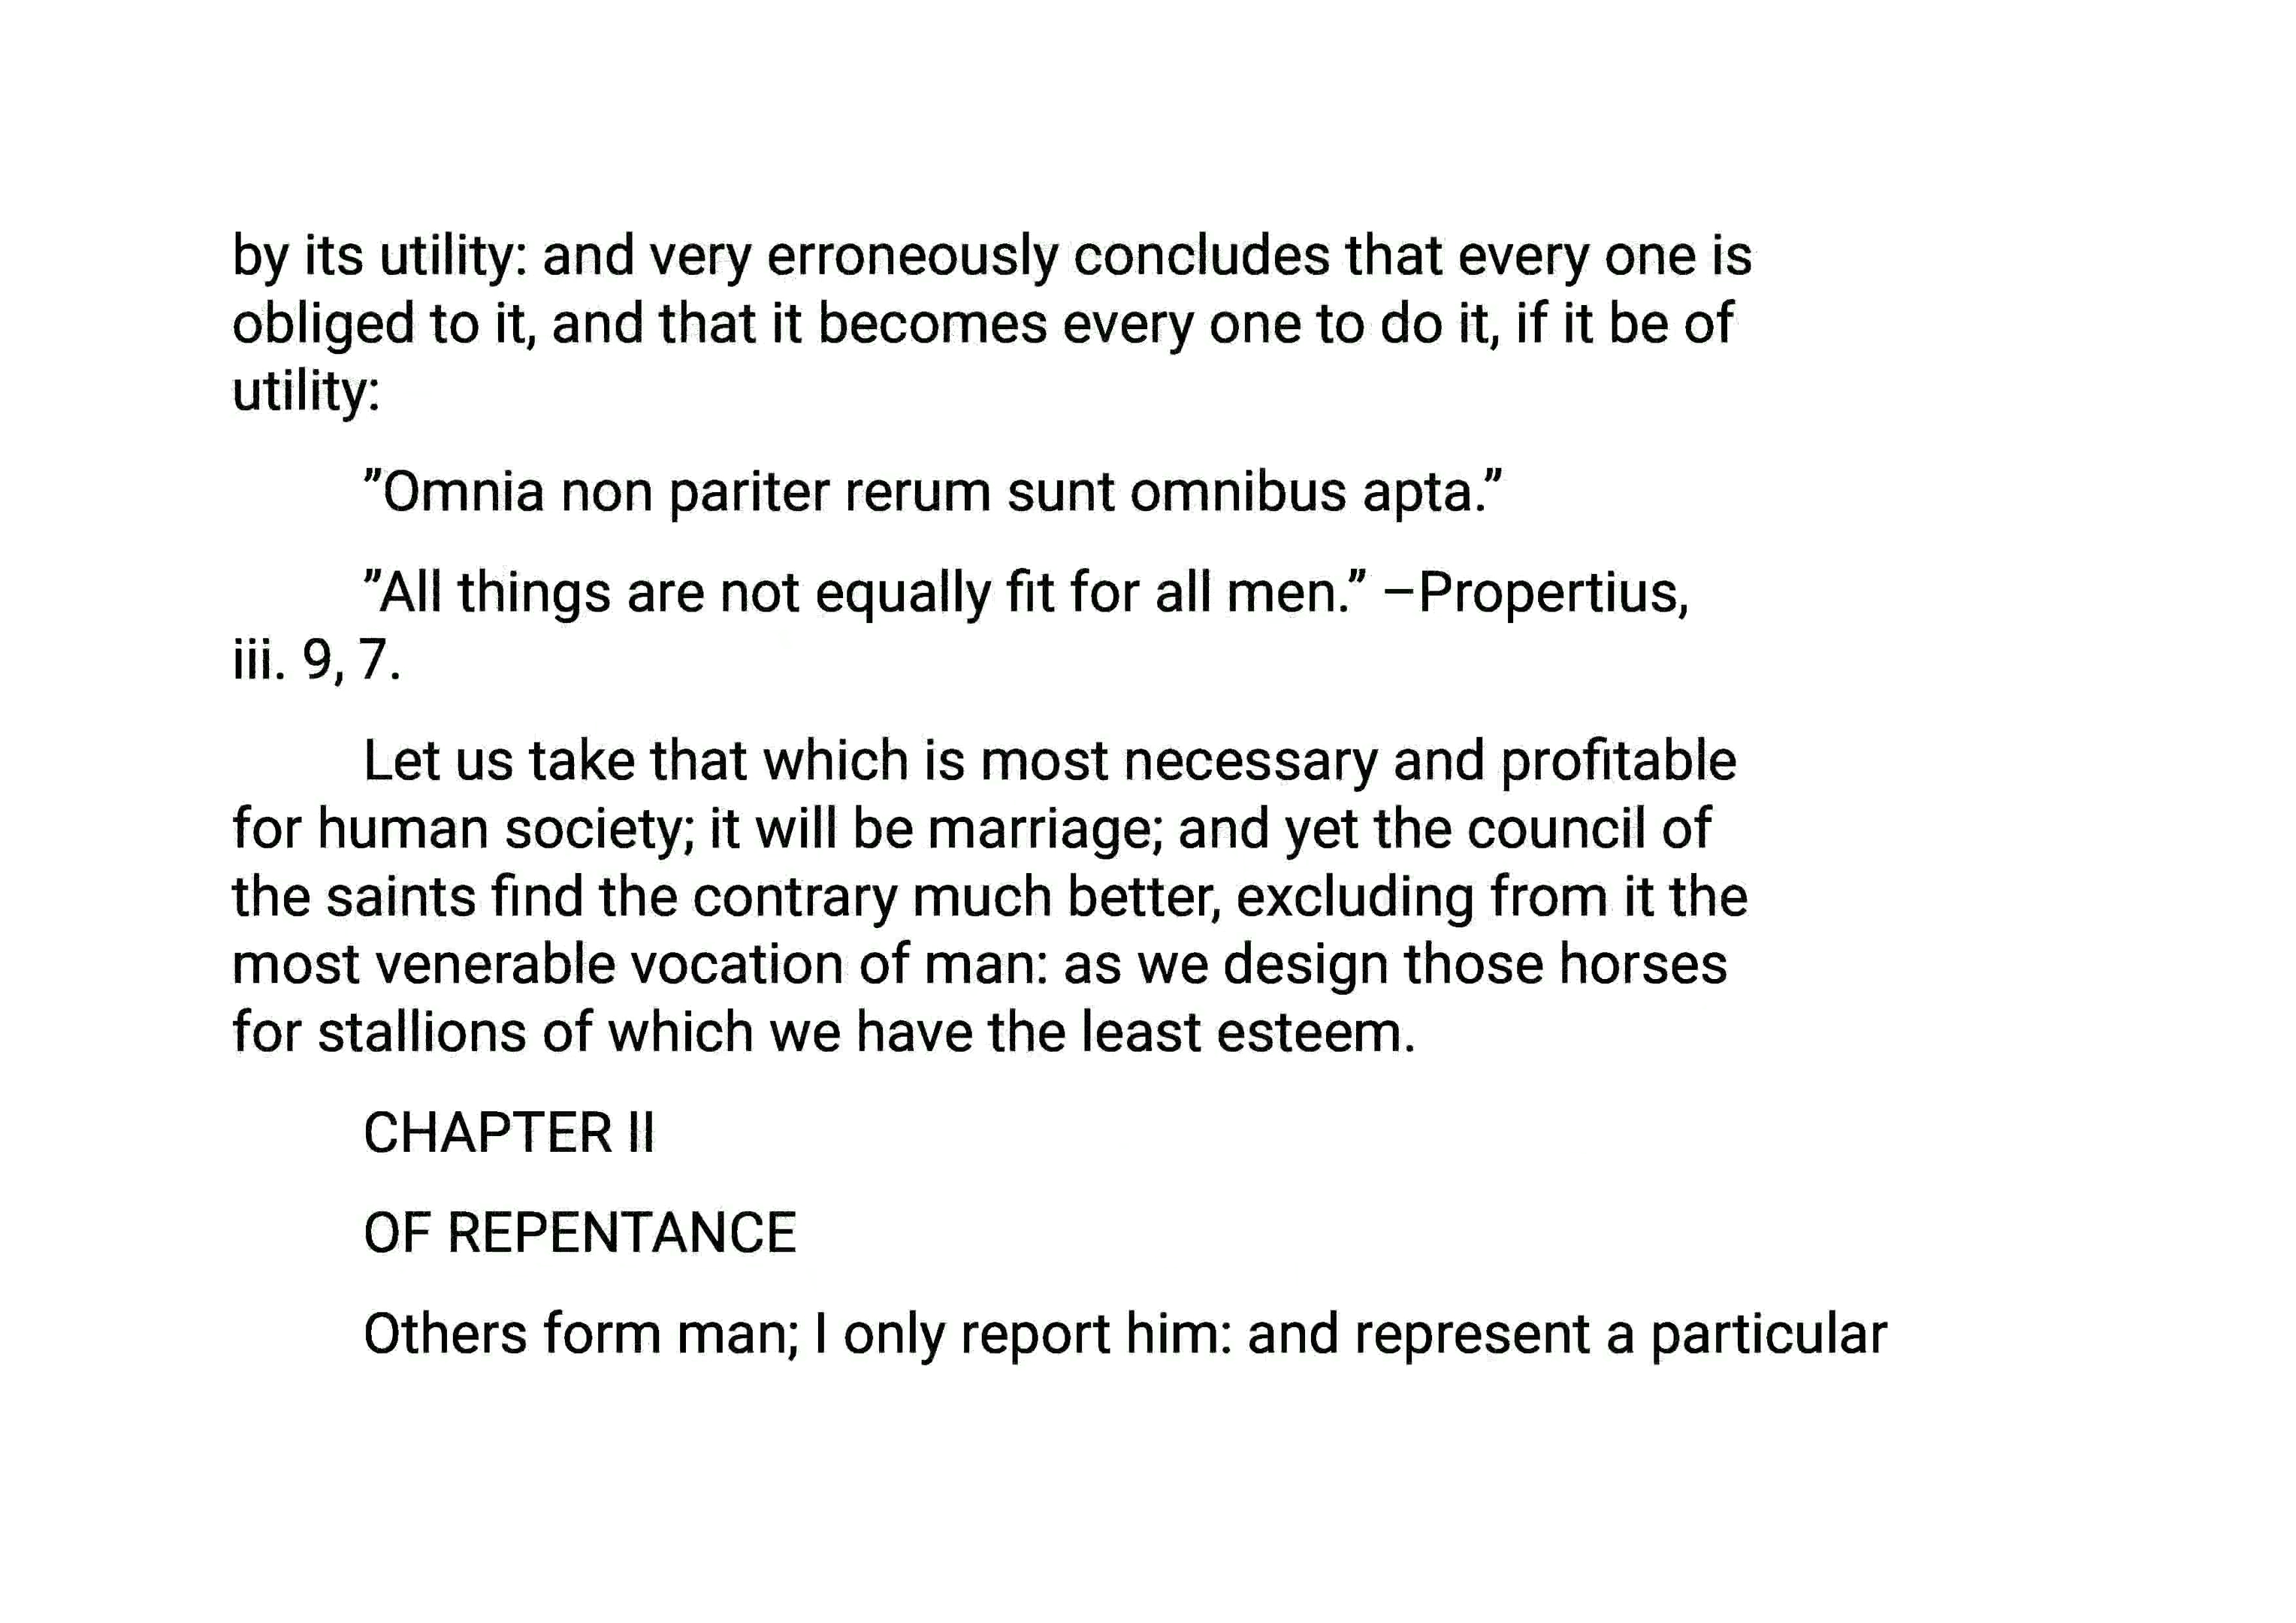 by its utility: and very erroneously concludes that every one is
obliged to it, and that it becomes every one to do it, if it be of
utility:
”Omnia non pariter rerum sunt omnibus apta.”
”All things are not equally fit for all men.” –Propertius,
iii. 9, 7.
Let us take that which is most necessary and profitable
for human society; it will be marriage; and yet the council of
the saints find the contrary much better, excluding from it the
most venerable vocation of man: as we design those horses
for stallions of which we have the least esteem.
CHAPTER II
OF REPENTANCE
Others form man; I only report him: and represent a particular